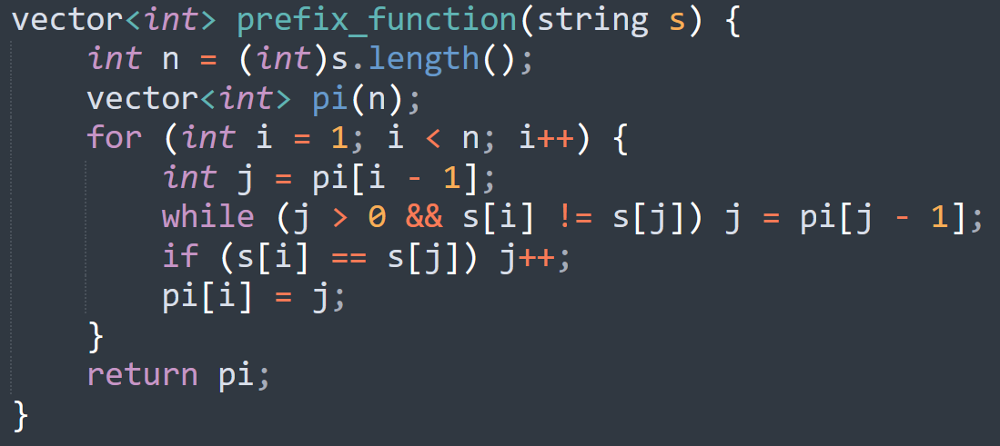 vector<int> prefix_function(string s) {
    int n = (int)s.length();
    vector<int> pi(n);
    for (int i = 1; i < n; i++) {
        int j = pi[i - 1];
        while (j > 0 && s[i] != s[j]) j = pi[j - 1];
        if (s[i] == s[j]) j++;
        pi[i] = j;
    }
    return pi;
}